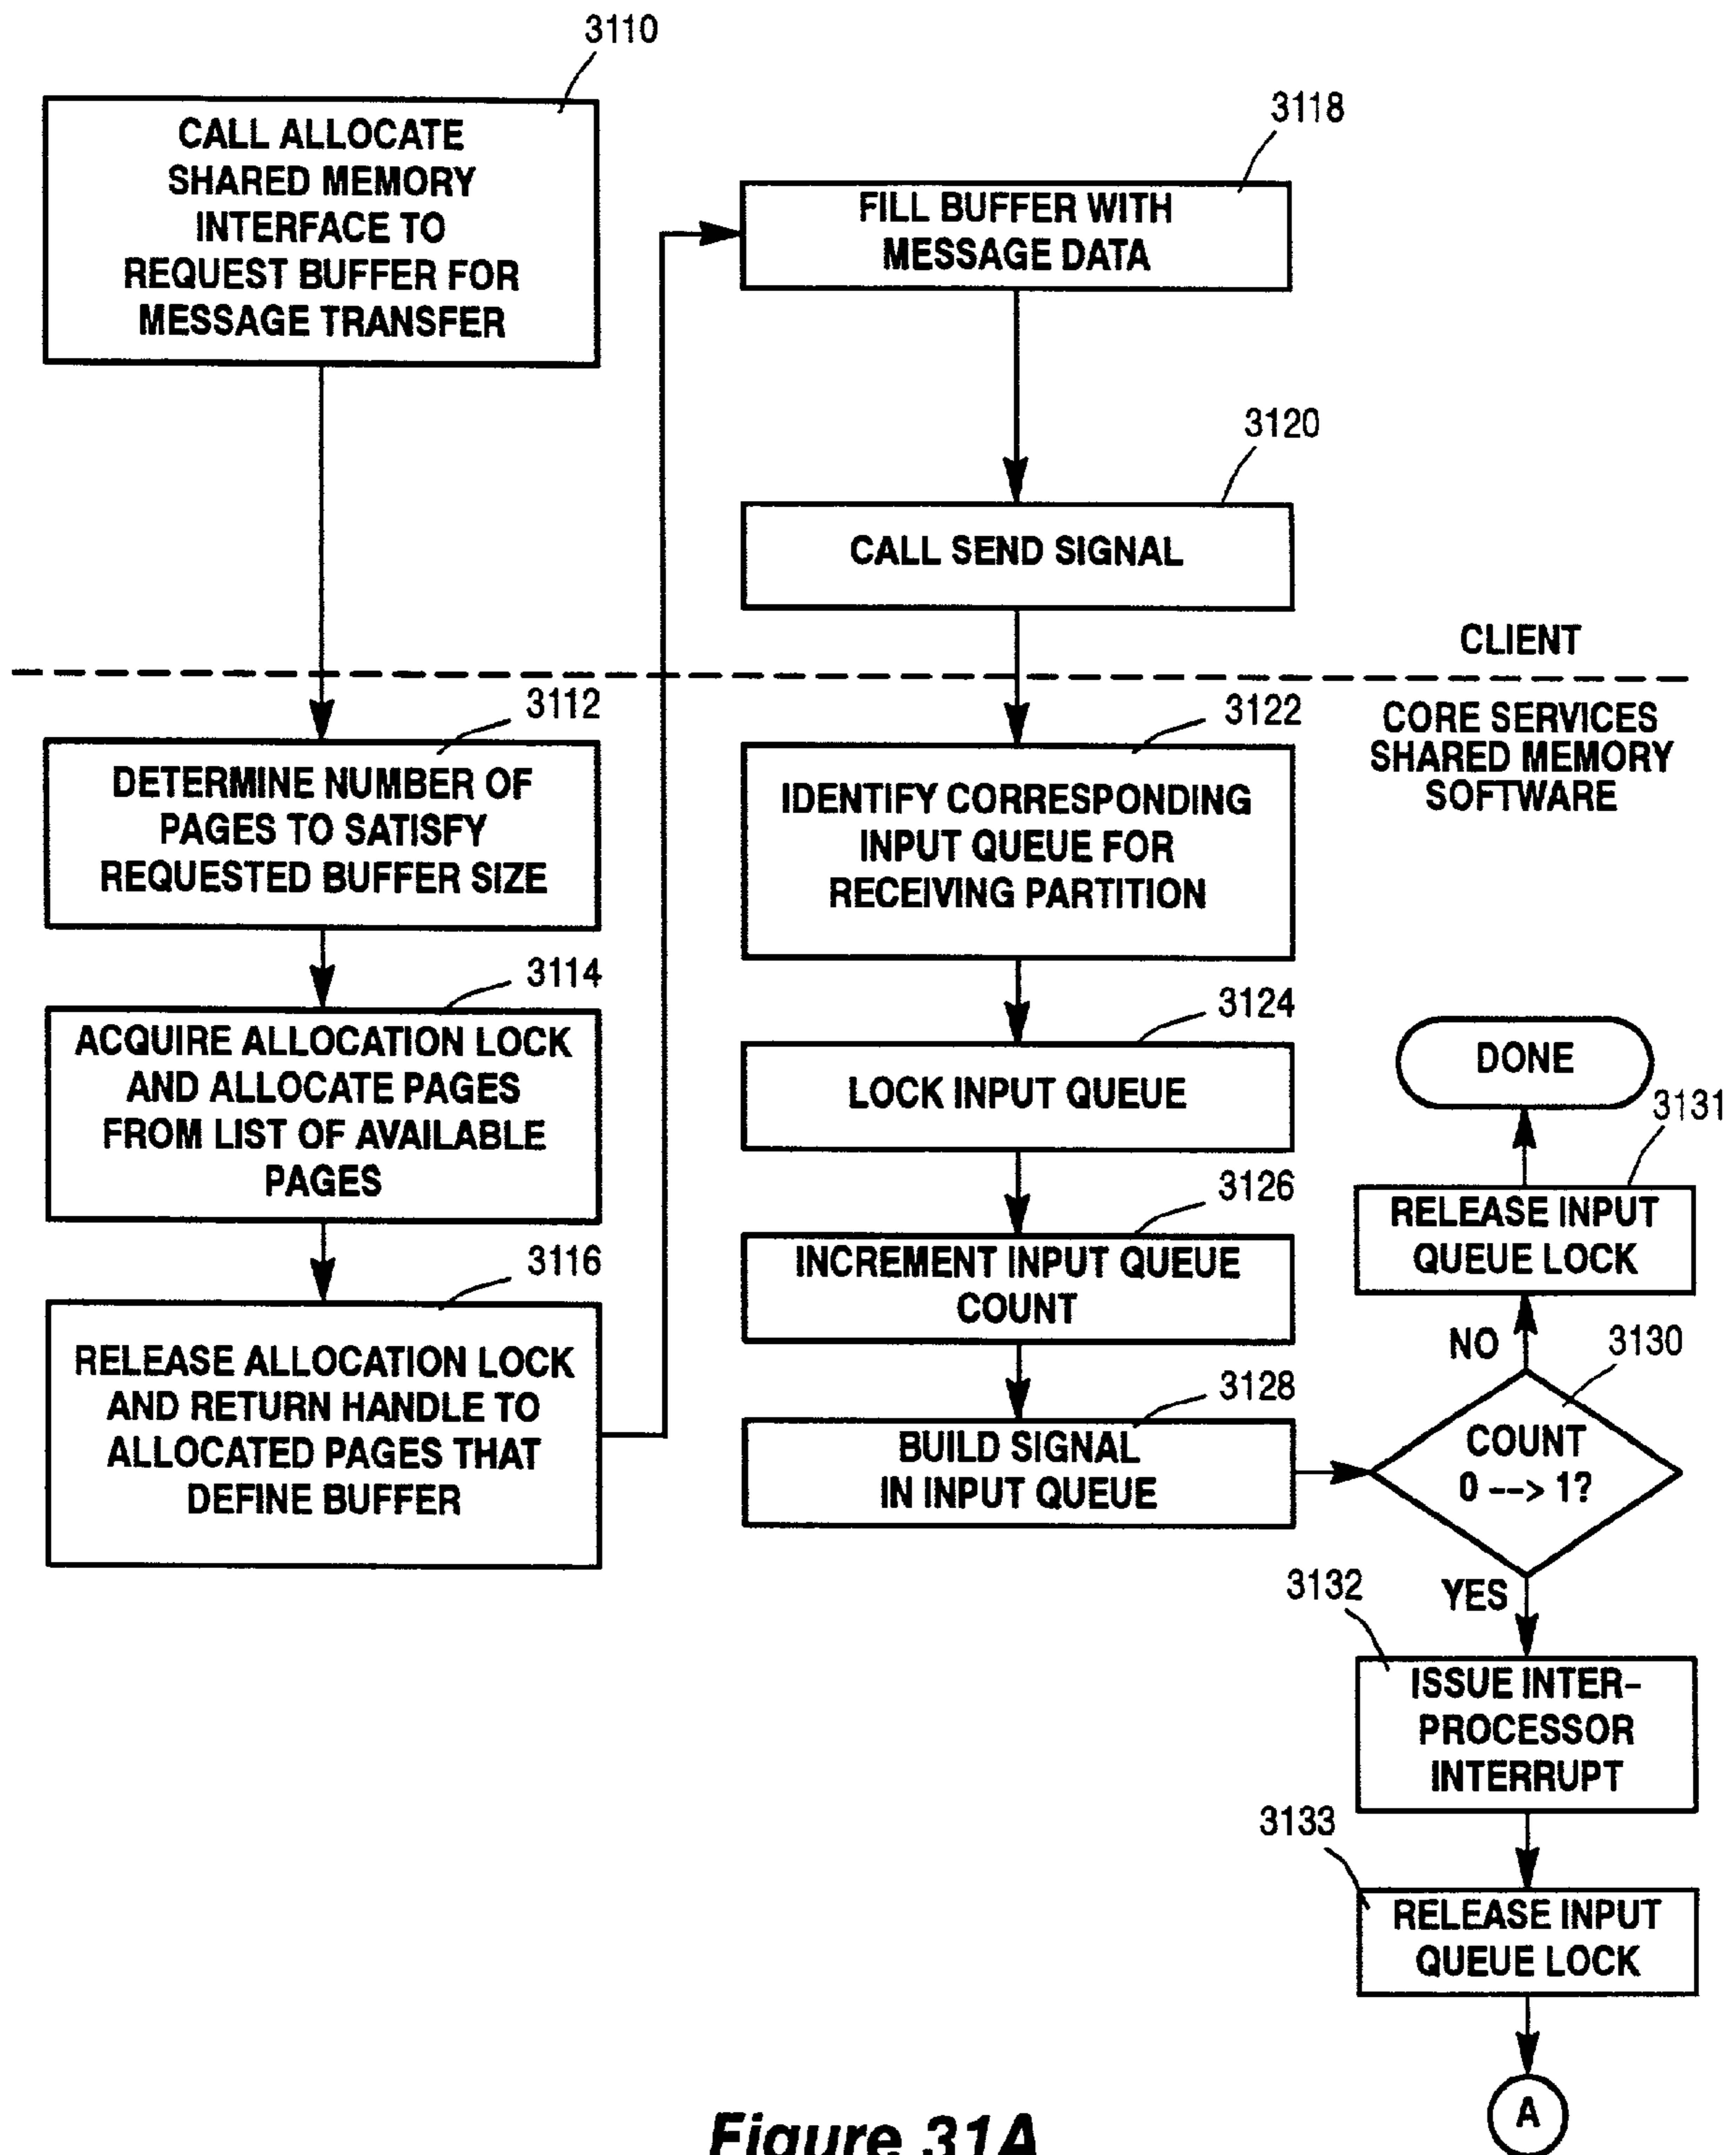 3110
CALL ALLOCATE
SHARED MEMORY
INTERFACE TO
REQUEST BUFFER FOR
MESSAGE TRANSFER
3118
FILL BUFFER WITH
MESSAGE DATA
3120
CALL SEND SIGNAL
CLIENT
CORE SERVICES
SHARED MEMORY
SOFTWARE
3112
DETERMINE NUMBER OF
PAGES TO SATISFY
REQUESTED BUFFER SIZE
3114
ACQUIRE ALLOCATION LOCK
AND ALLOCATE PAGES
FROM LIST OF AVAILABLE
PAGES
3116
RELEASE ALLOCATION LOCK
AND RETURN HANDLE TO
ALLOCATED PAGES THAT
DEFINE BUFFER
3122
IDENTIFY CORRESPONDING
INPUT QUEUE FOR
RECEIVING PARTITION
3124
LOCK INPUT QUEUE
3126
INCREMENT INPUT QUEUE
COUNT
3128
BUILD SIGNAL
IN INPUT QUEUE
DONE
3131
RELEASE INPUT
QUEUE LOCK
NO
3130
COUNT
0 --> 1?
YES
3132
ISSUE INTER-
PROCESSOR
INTERRUPT
3133
RELEASE INPUT
QUEUE LOCK
A
Figure 31A